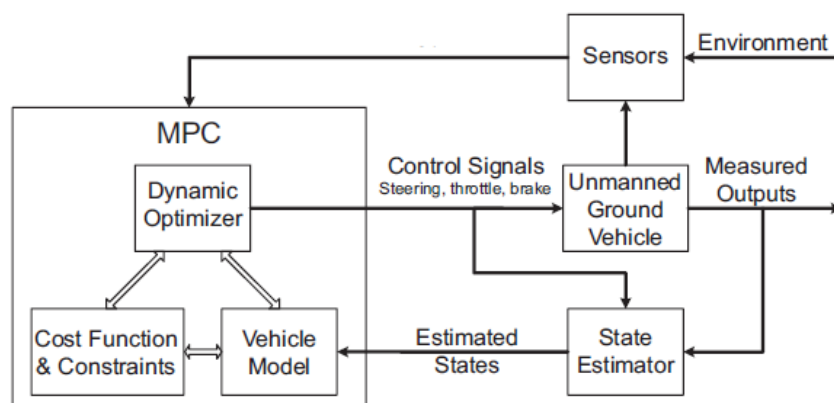 Sensors
Environment
MPC
Dynamic
Optimizer
Control Signals
Steering, throttle, brake
Unmanned
Ground
Vehicle
Measured
Outputs
Cost Function
& Constraints
Vehicle
Model
Estimated
States
State
Estimator